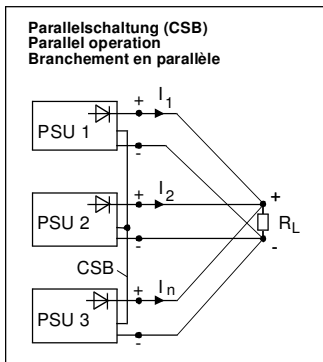 Parallelschaltung (CSB)
Parallel operation
Branchement en parallèle
+ I1
PSU 1
-
+ I2
+
PSU 2
RL
-
-
CSB
+ In
PSU 3
-